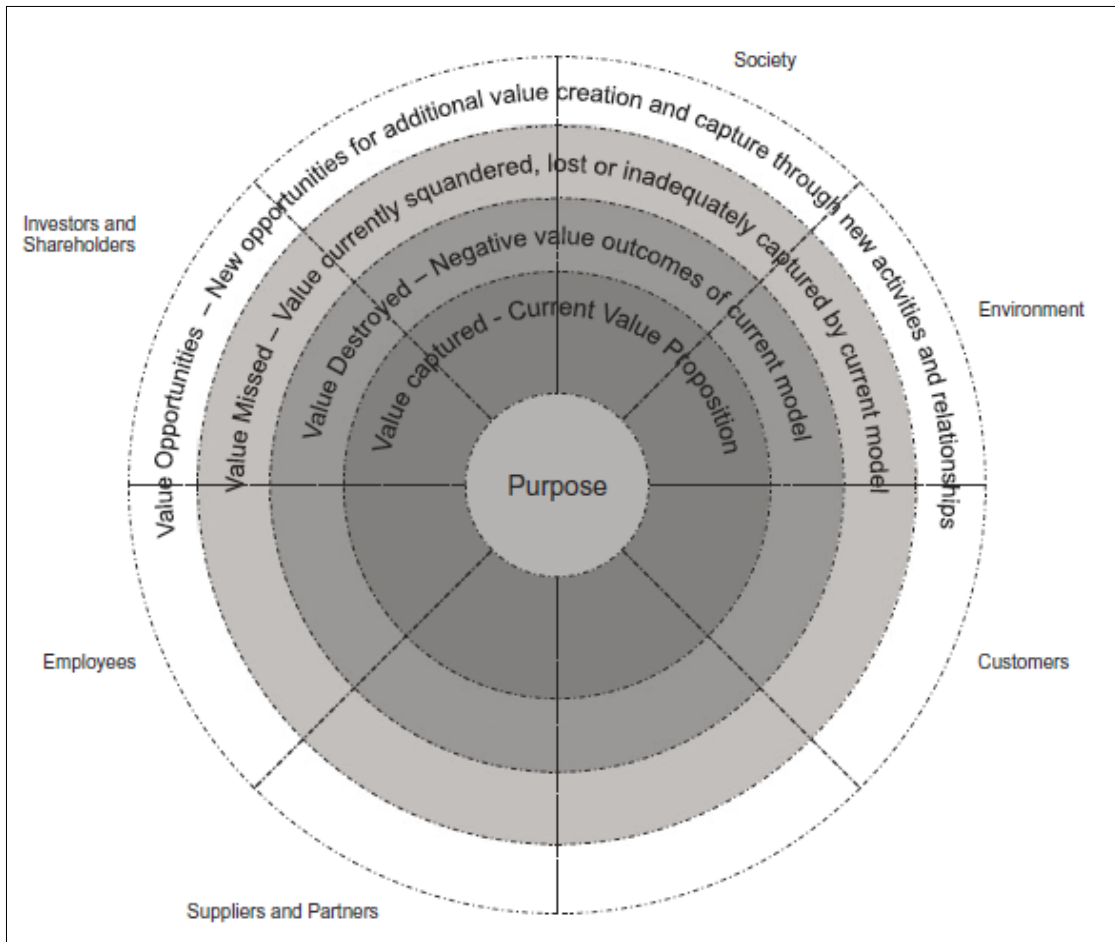 Society
Value Opportunities – New opportunities for additional value creation and capture through new activities and relationships
Value Missed – Value currently squandered, lost or inadequately captured by current model
Investors and
Shareholders
Value Destroyed – Negative value outcomes of current model
Value captured - Current Value Proposition
Environment
Purpose
Employees
Customers
Suppliers and Partners